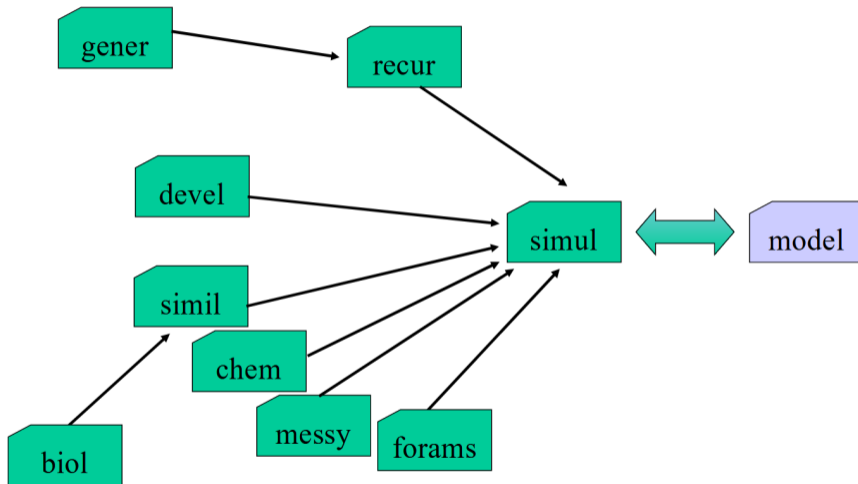 gener
recur
devel
simul
model
simil
chem
messy
forams
biol